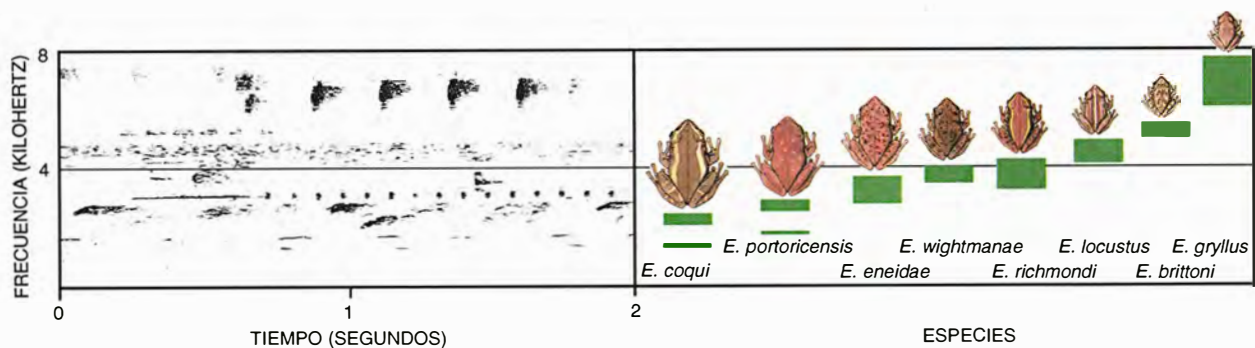 FRECUENCIA (KILOHERTZ)
8
4
0
1
2
TIEMPO (SEGUNDOS)
E. portoricensis E. wightmanae E. locustus E. gryllus
E. coqui E. eneidae E. richmondi E. brittoni
ESPECIES